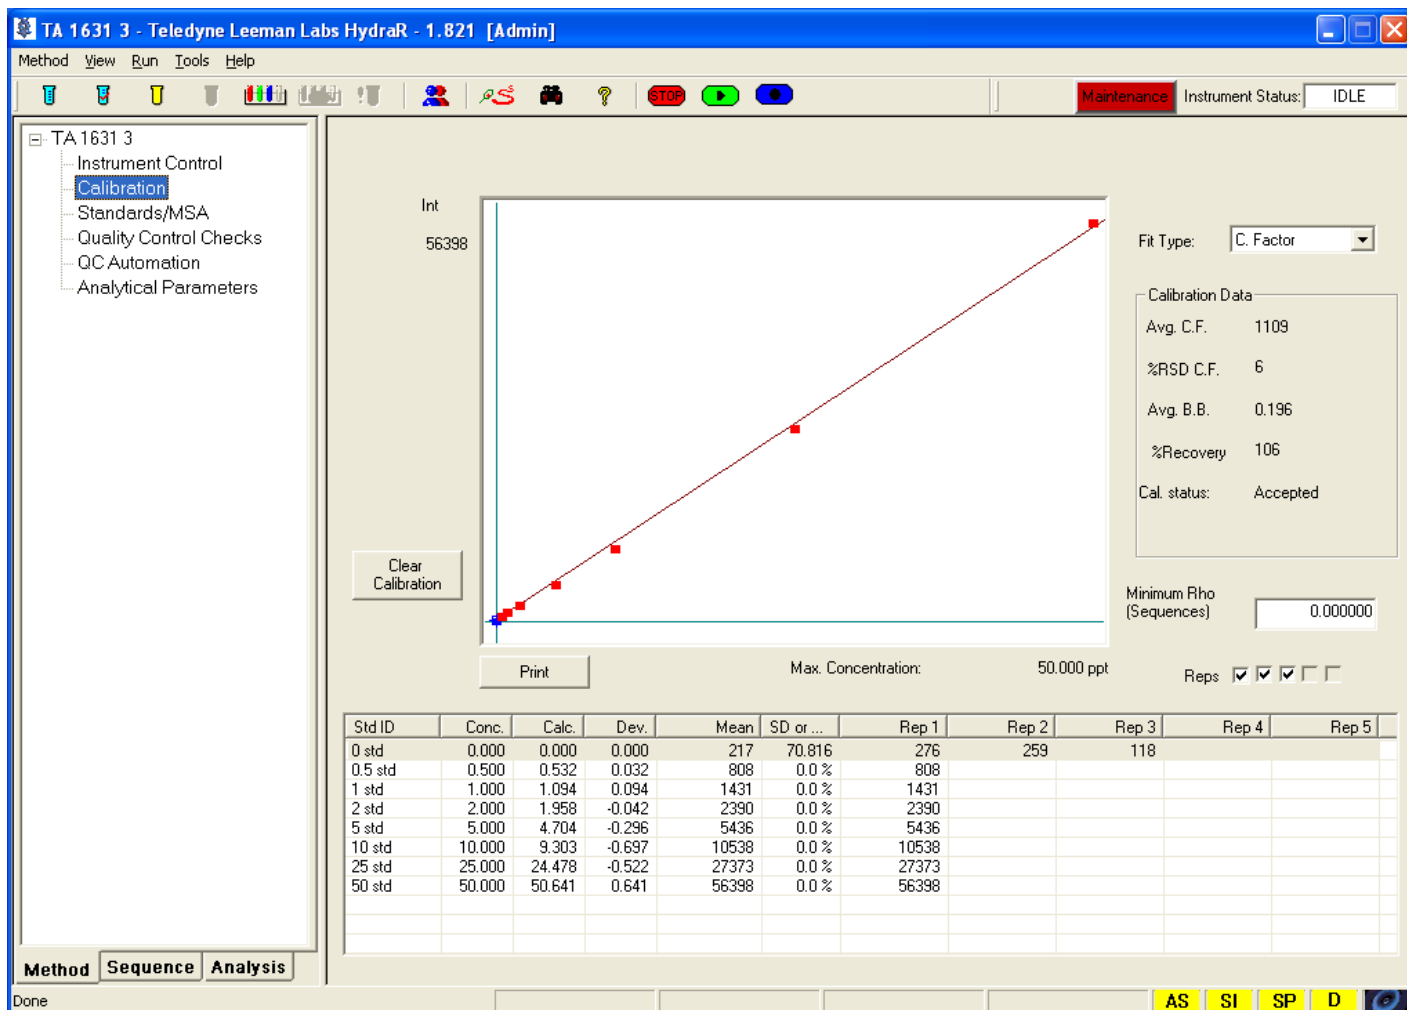 TA 1631 3 - Teledyne Leeman Labs HydraR - 1.821 [Admin]
Method View Run Tools Help
STOP Maintenance Instrument Status: IDLE
TA 1631 3
Instrument Control
Calibration
Standards/MSA
Quality Control Checks
QC Automation
Analytical Parameters
Int
56398
Fit Type: C. Factor
Calibration Data
Avg. C.F. 1109
%RSD C.F. 6
Avg. B.B. 0.196
%Recovery 106
Cal. status: Accepted
Clear
Calibration
Minimum Rho
(Sequences) 0.000000
Print Max. Concentration: 50.000 ppt
Reps
Std ID Conc. Calc. Dev. Mean SD or ... Rep 1 Rep 2 Rep 3 Rep 4 Rep 5
0 std 0.000 0.000 0.000 217 70.816 276 259 118
0.5 std 0.500 0.532 0.032 808 0.0 % 808
1 std 1.000 1.094 0.094 1431 0.0 % 1431
2 std 2.000 1.958 -0.042 2390 0.0 % 2390
5 std 5.000 4.704 -0.296 5436 0.0 % 5436
10 std 10.000 9.303 -0.697 10538 0.0 % 10538
25 std 25.000 24.478 -0.522 27373 0.0 % 27373
50 std 50.000 50.641 0.641 56398 0.0 % 56398
Method Sequence Analysis
Done AS SI SP D